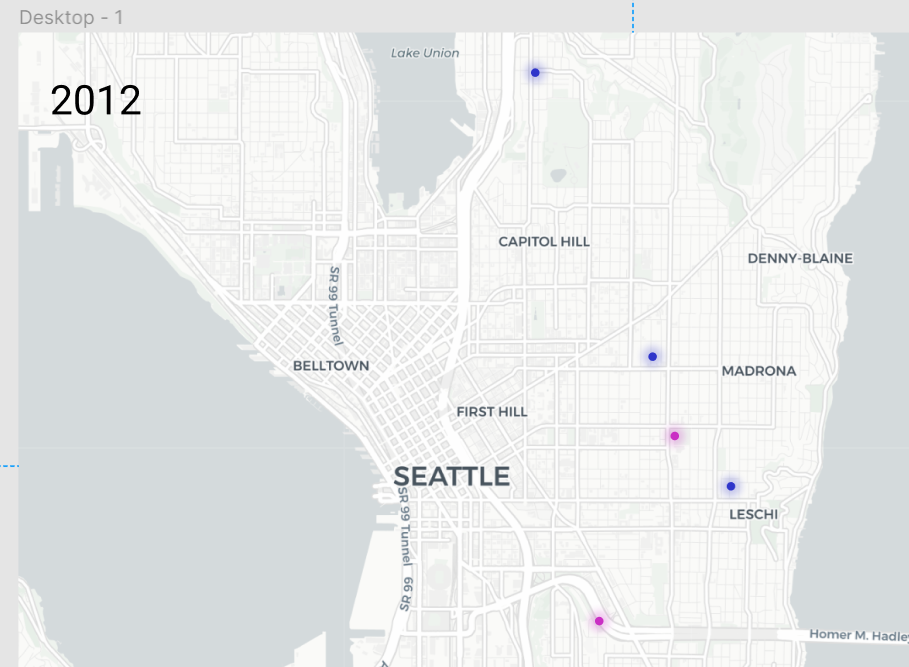 Desktop - 1
Lake Union
2012
CAPITOL HILL
DENNY-BLAINE
SR 99 Tunnel
BELLTOWN
MADRONA
FIRST HILL
SEATTLE
SR 99 Tunnel
LESCHI
SR 99
Homer M. Hadley